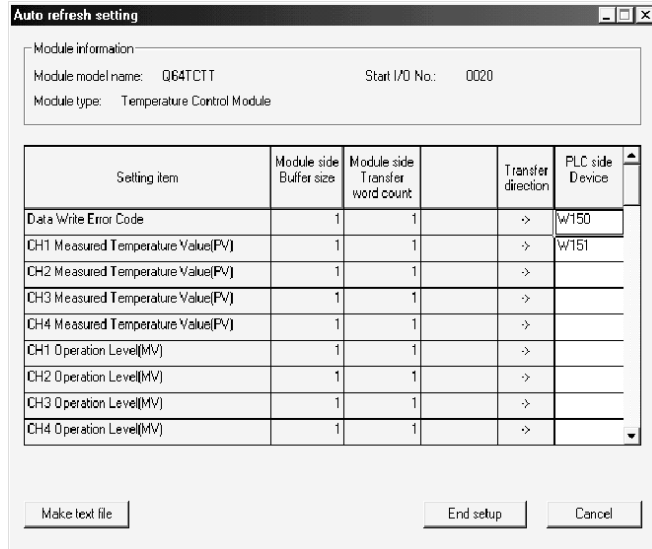 Auto refresh setting
Module information
Module model name: Q64TCTT Start I/O No.: 0020
Module type: Temperature Control Module
Setting item Module side Buffer size Module side Transfer word count Transfer direction PLC side Device
Data Write Error Code 1 1 -> W150
CH1 Measured Temperature Value(PV) 1 1 -> W151
CH2 Measured Temperature Value(PV) 1 1 ->
CH3 Measured Temperature Value(PV) 1 1 ->
CH4 Measured Temperature Value(PV) 1 1 ->
CH1 Operation Level(MV) 1 1 ->
CH2 Operation Level(MV) 1 1 ->
CH3 Operation Level(MV) 1 1 ->
CH4 Operation Level(MV) 1 1 ->
Make text file End setup Cancel